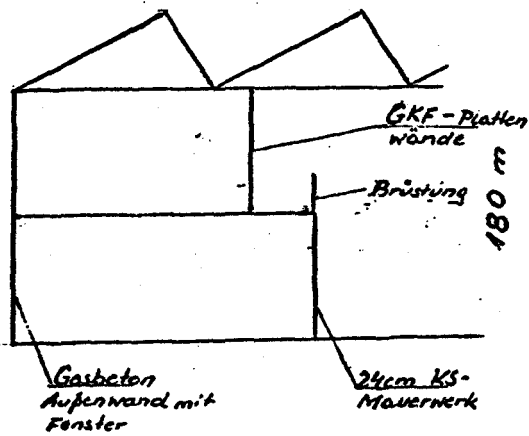 GKF-Platten
wände
Brüstung
180 m
Gasbeton
Außenwand mit
Fenster
24cm KS-
Mauerwerk